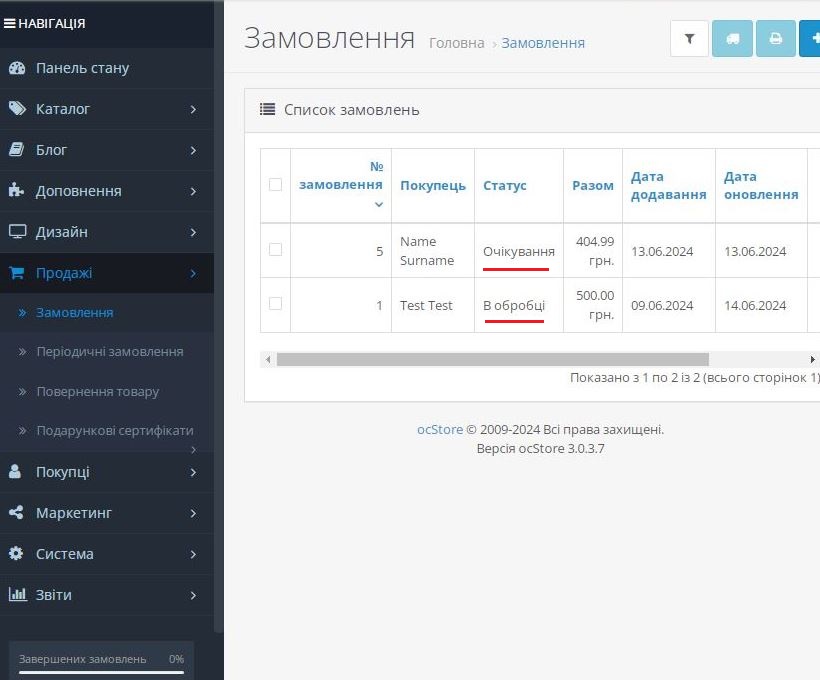 НАВІГАЦІЯ
Панель стану
Каталог
Блог
Доповнення
Дизайн
Продажі
Замовлення
Періодичні замовлення
Повернення товару
Подарункові сертифікати
Покупці
Маркетинг
Система
Звіти
Завершених замовлень 0%
Замовлення Головна › Замовлення
Список замовлень
№ замовлення Покупець Статус Разом Дата додавання Дата оновлення
5 Name Surname Очікування 404.99 грн. 13.06.2024 13.06.2024
1 Test Test В обробці 500.00 грн. 09.06.2024 14.06.2024
Показано з 1 по 2 із 2 (всього сторінок 1)
ocStore © 2009-2024 Всі права захищені.
Версія ocStore 3.0.3.7